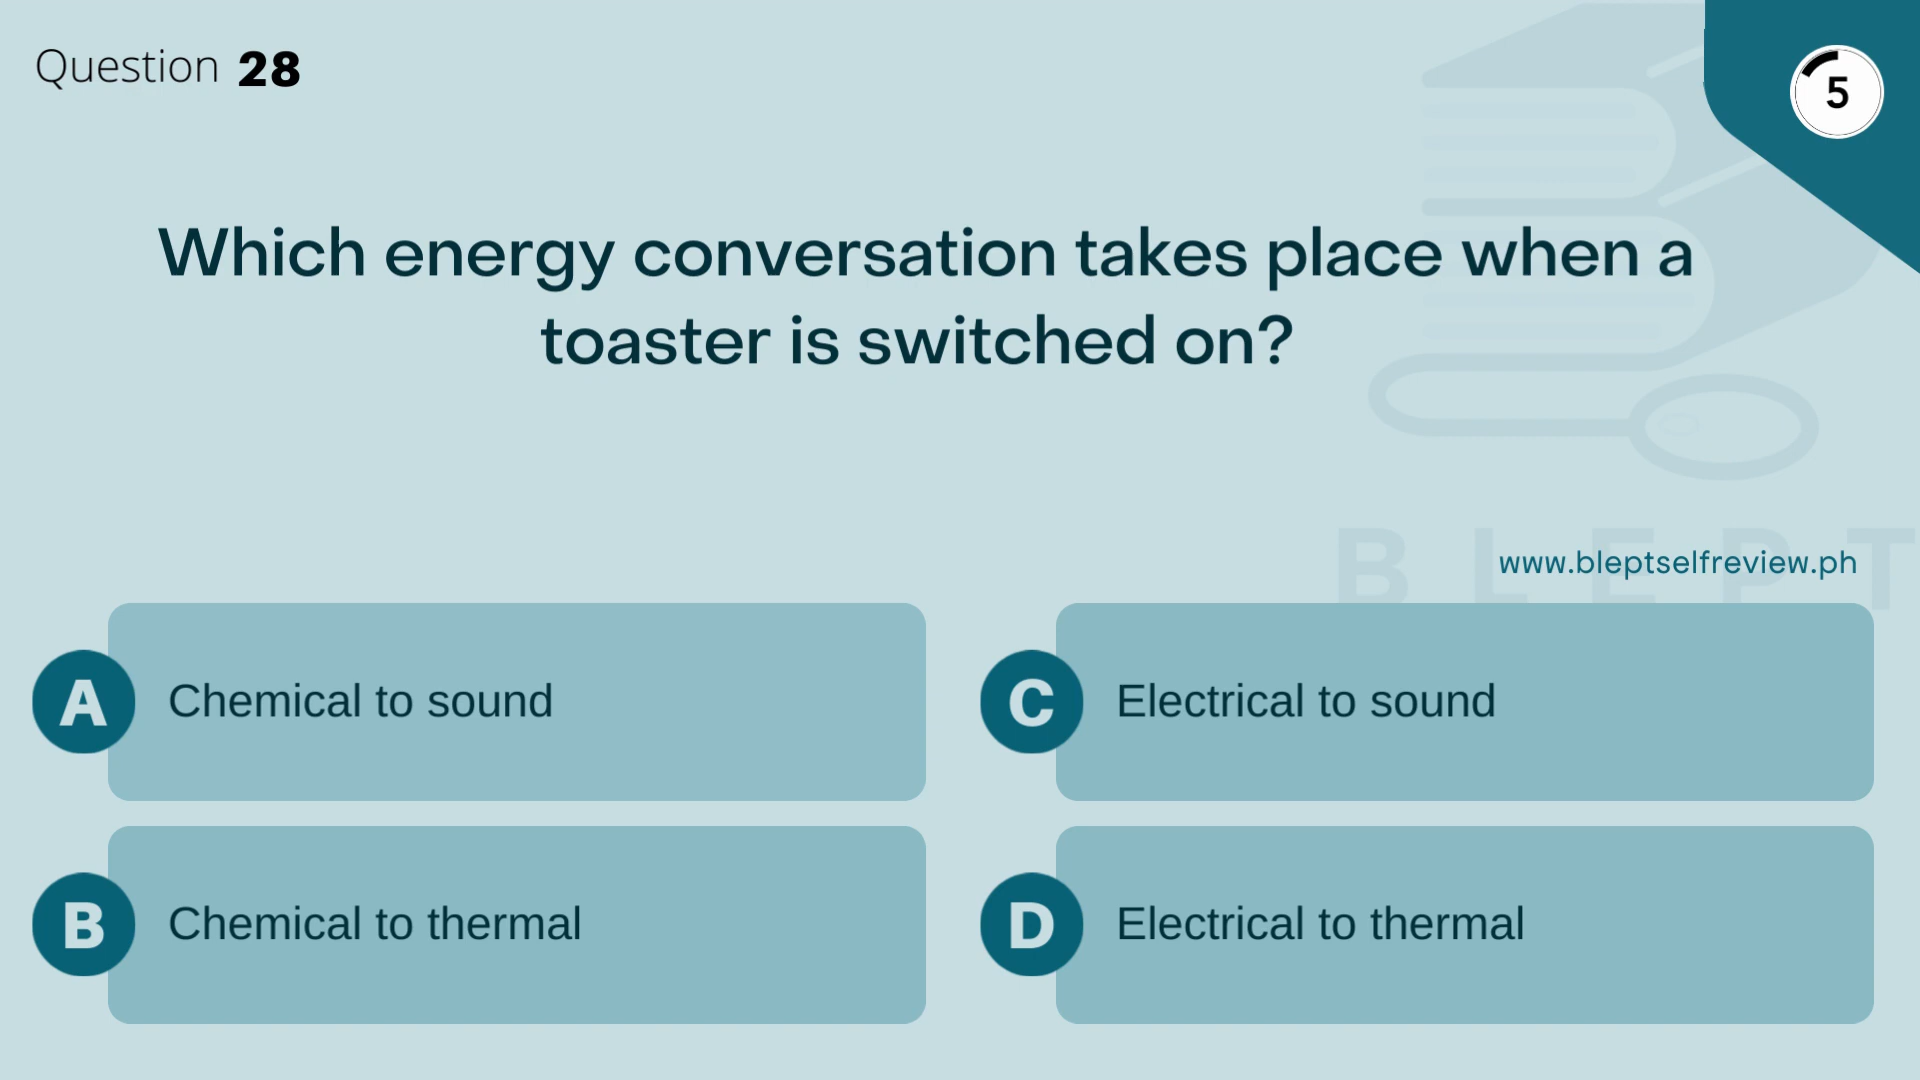 Question 28
5
Which energy conversation takes place when a
toaster is switched on?
BLEPT
www.bleptselfreview.ph
A Chemical to sound
C Electrical to sound
B Chemical to thermal
D Electrical to thermal